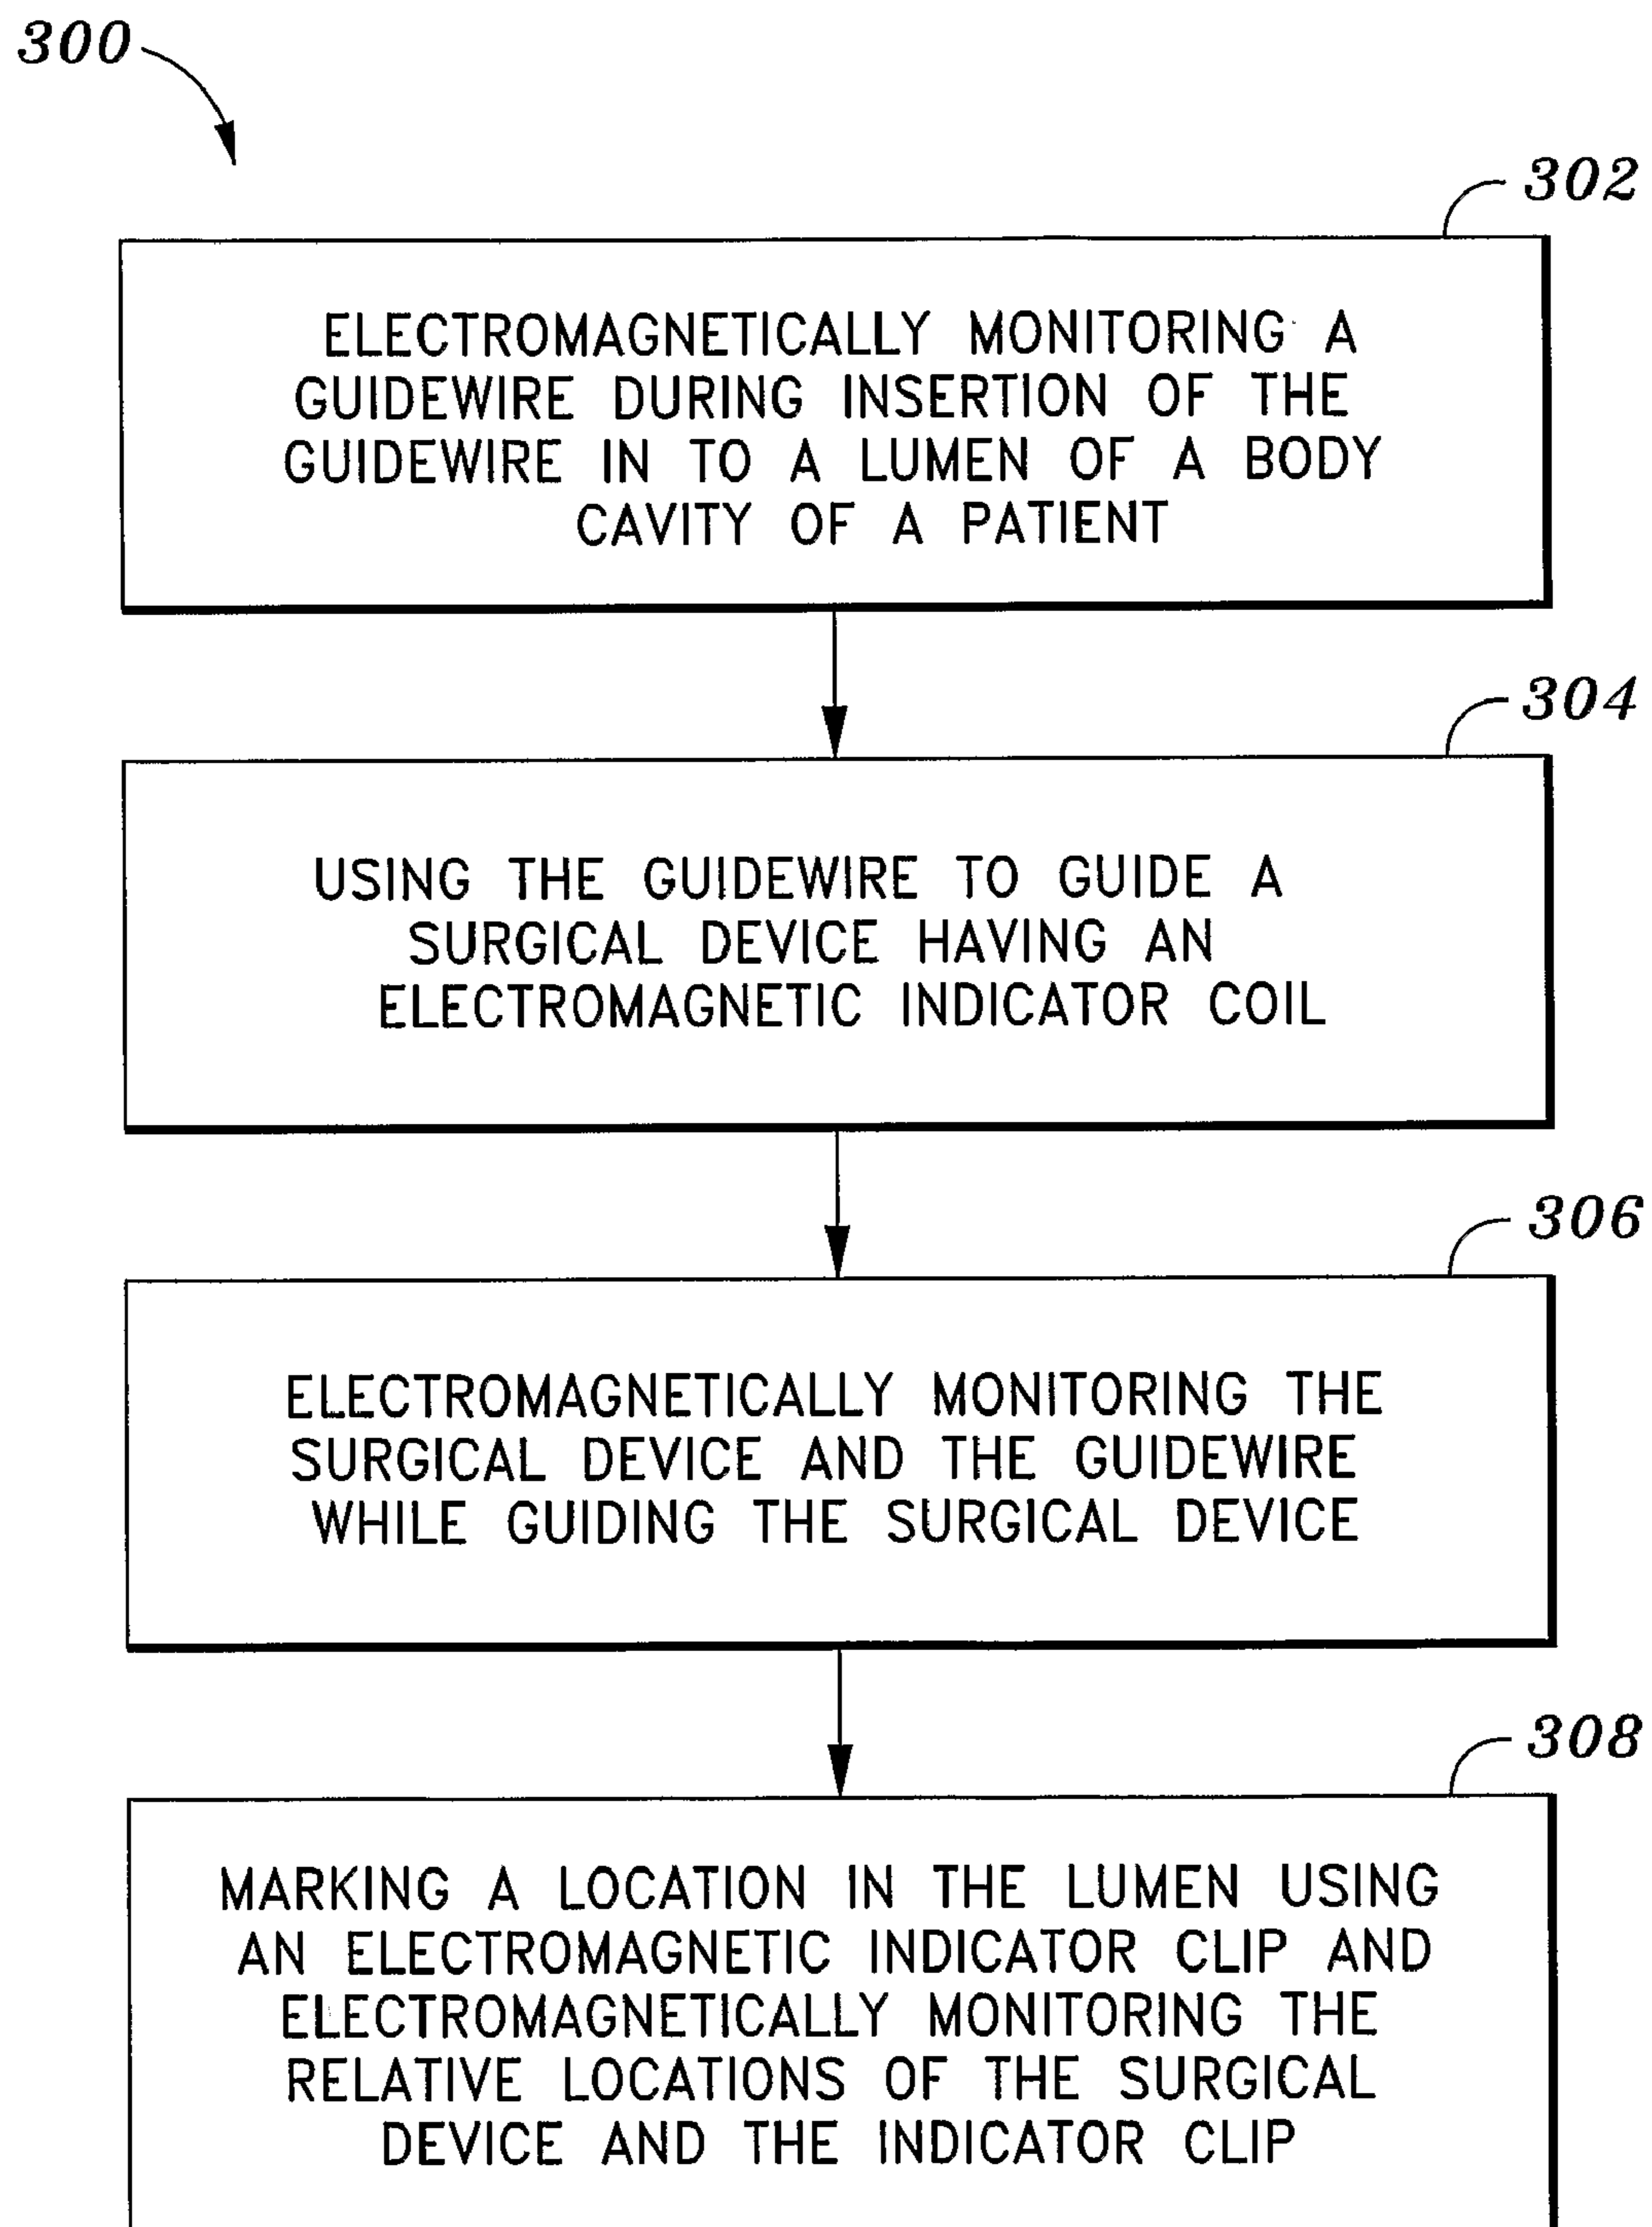 300
302
ELECTROMAGNETICALLY MONITORING A
GUIDEWIRE DURING INSERTION OF THE
GUIDEWIRE IN TO A LUMEN OF A BODY
CAVITY OF A PATIENT
304
USING THE GUIDEWIRE TO GUIDE A
SURGICAL DEVICE HAVING AN
ELECTROMAGNETIC INDICATOR COIL
306
ELECTROMAGNETICALLY MONITORING THE
SURGICAL DEVICE AND THE GUIDEWIRE
WHILE GUIDING THE SURGICAL DEVICE
308
MARKING A LOCATION IN THE LUMEN USING
AN ELECTROMAGNETIC INDICATOR CLIP AND
ELECTROMAGNETICALLY MONITORING THE
RELATIVE LOCATIONS OF THE SURGICAL
DEVICE AND THE INDICATOR CLIP